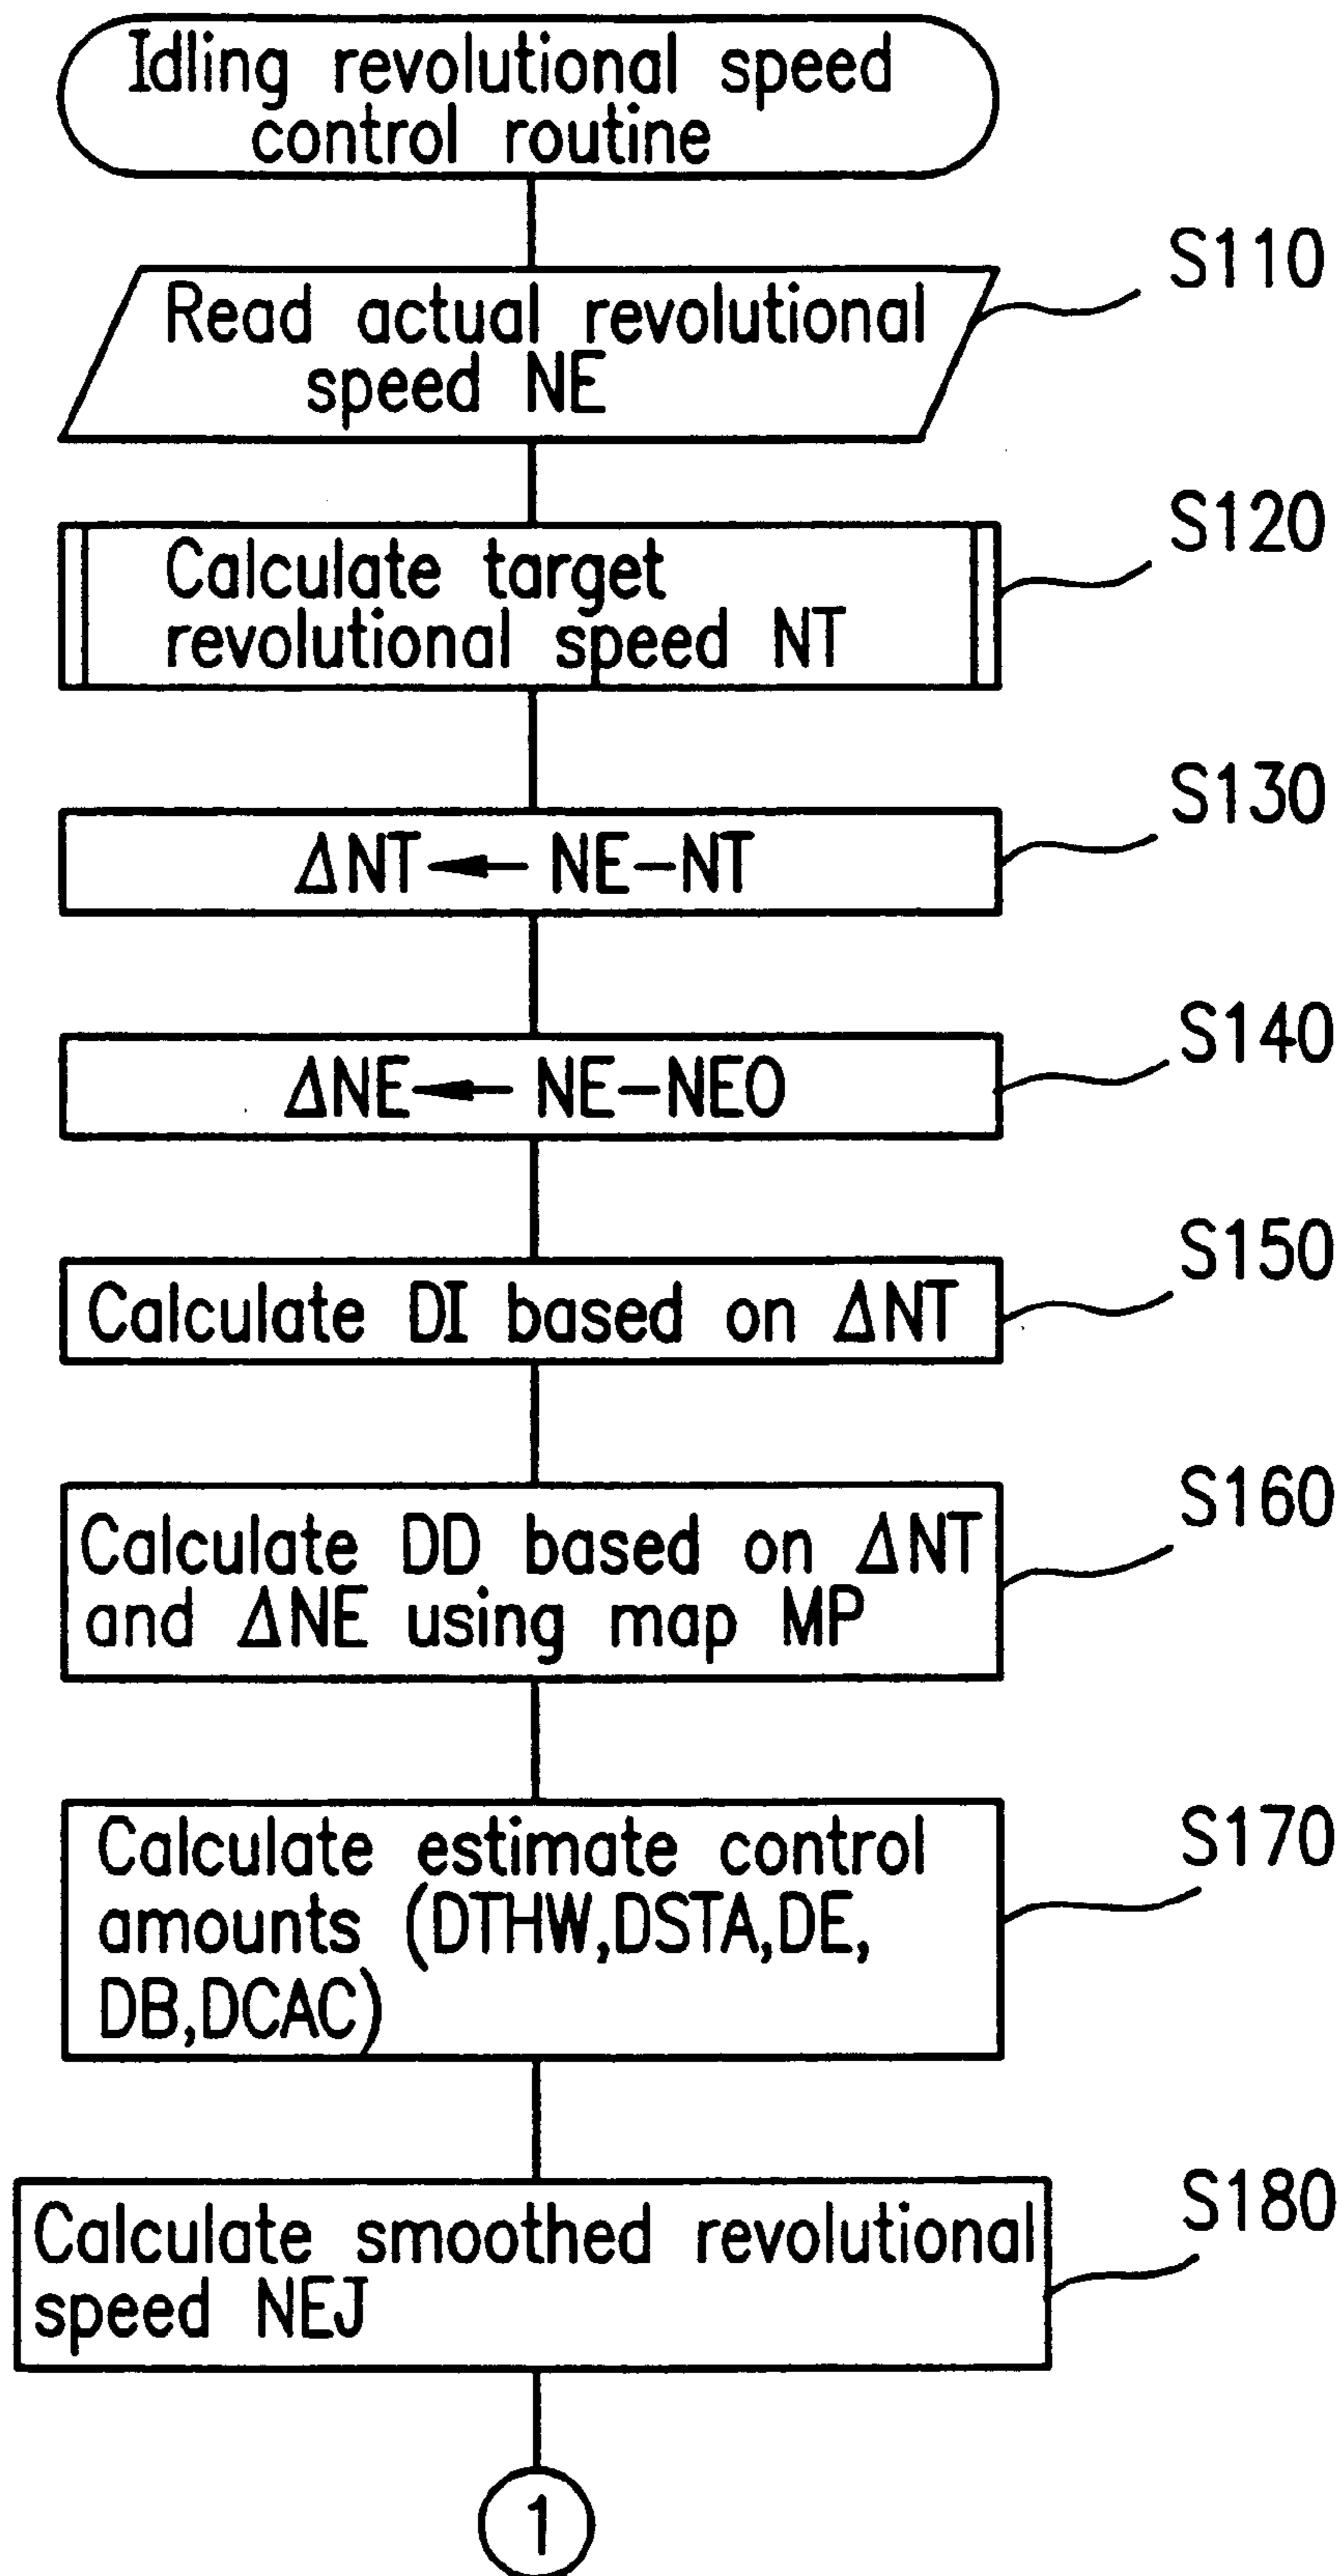 Idling revolutional speed
control routine
S110
Read actual revolutional
speed NE
S120
Calculate target
revolutional speed NT
S130
ΔNT← NE−NT
S140
ΔNE← NE−NEO
S150
Calculate DI based on ΔNT
S160
Calculate DD based on ΔNT
and ΔNE using map MP
S170
Calculate estimate control
amounts (DTHW,DSTA,DE,
DB,DCAC)
S180
Calculate smoothed revolutional
speed NEJ
1